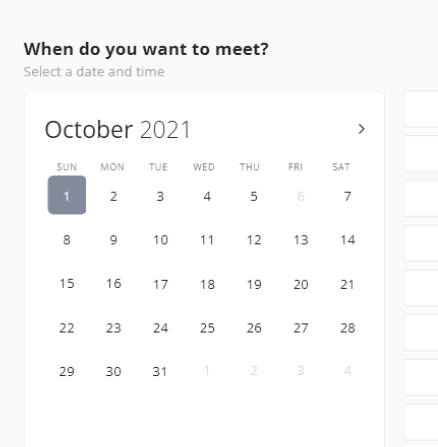 When do you want to meet?
Select a date and time
October 2021
SUN MON TUE WED THU FRI SAT
1 2 3 4 5 6 7
8 9 10 11 12 13 14
15 16 17 18 19 20 21
22 23 24 25 26 27 28
29 30 31 1 2 3 4